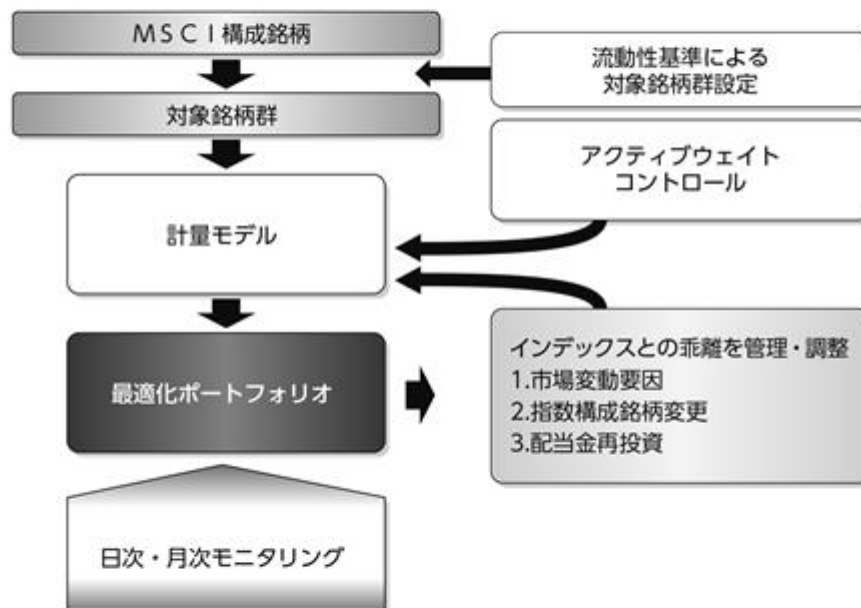 MSCI構成銘柄
流動性基準による
対象銘柄群設定
対象銘柄群
アクティブウェイト
コントロール
計量モデル
最適化ポートフォリオ
インデックスとの乖離を管理・調整
1.市場変動要因
2.指数構成銘柄変更
3.配当金再投資
日次・月次モニタリング